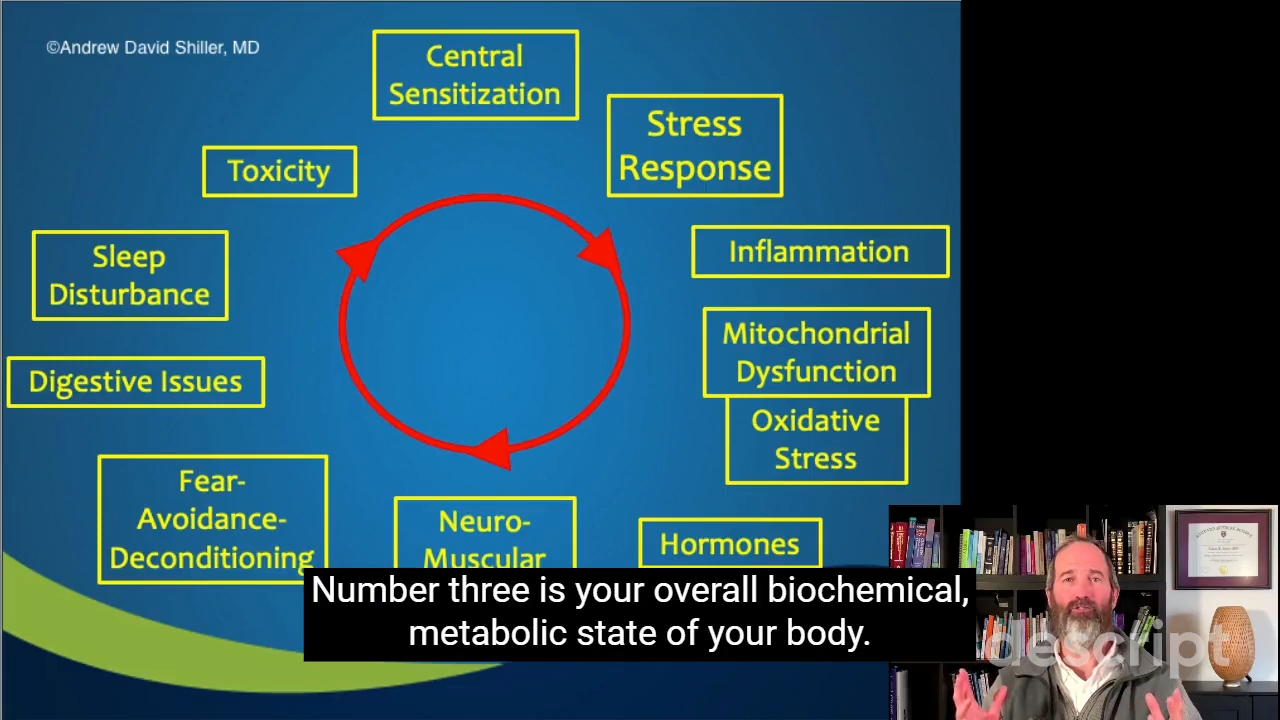 ©Andrew David Shiller, MD
Central
Sensitization
Stress
Response
Toxicity
Inflammation
Sleep
Disturbance
Mitochondrial
Dysfunction
Digestive Issues
Oxidative
Stress
Fear-
Avoidance-
Deconditioning
Neuro-
Muscular
Hormones
Number three is your overall biochemical,
metabolic state of your body.
descript